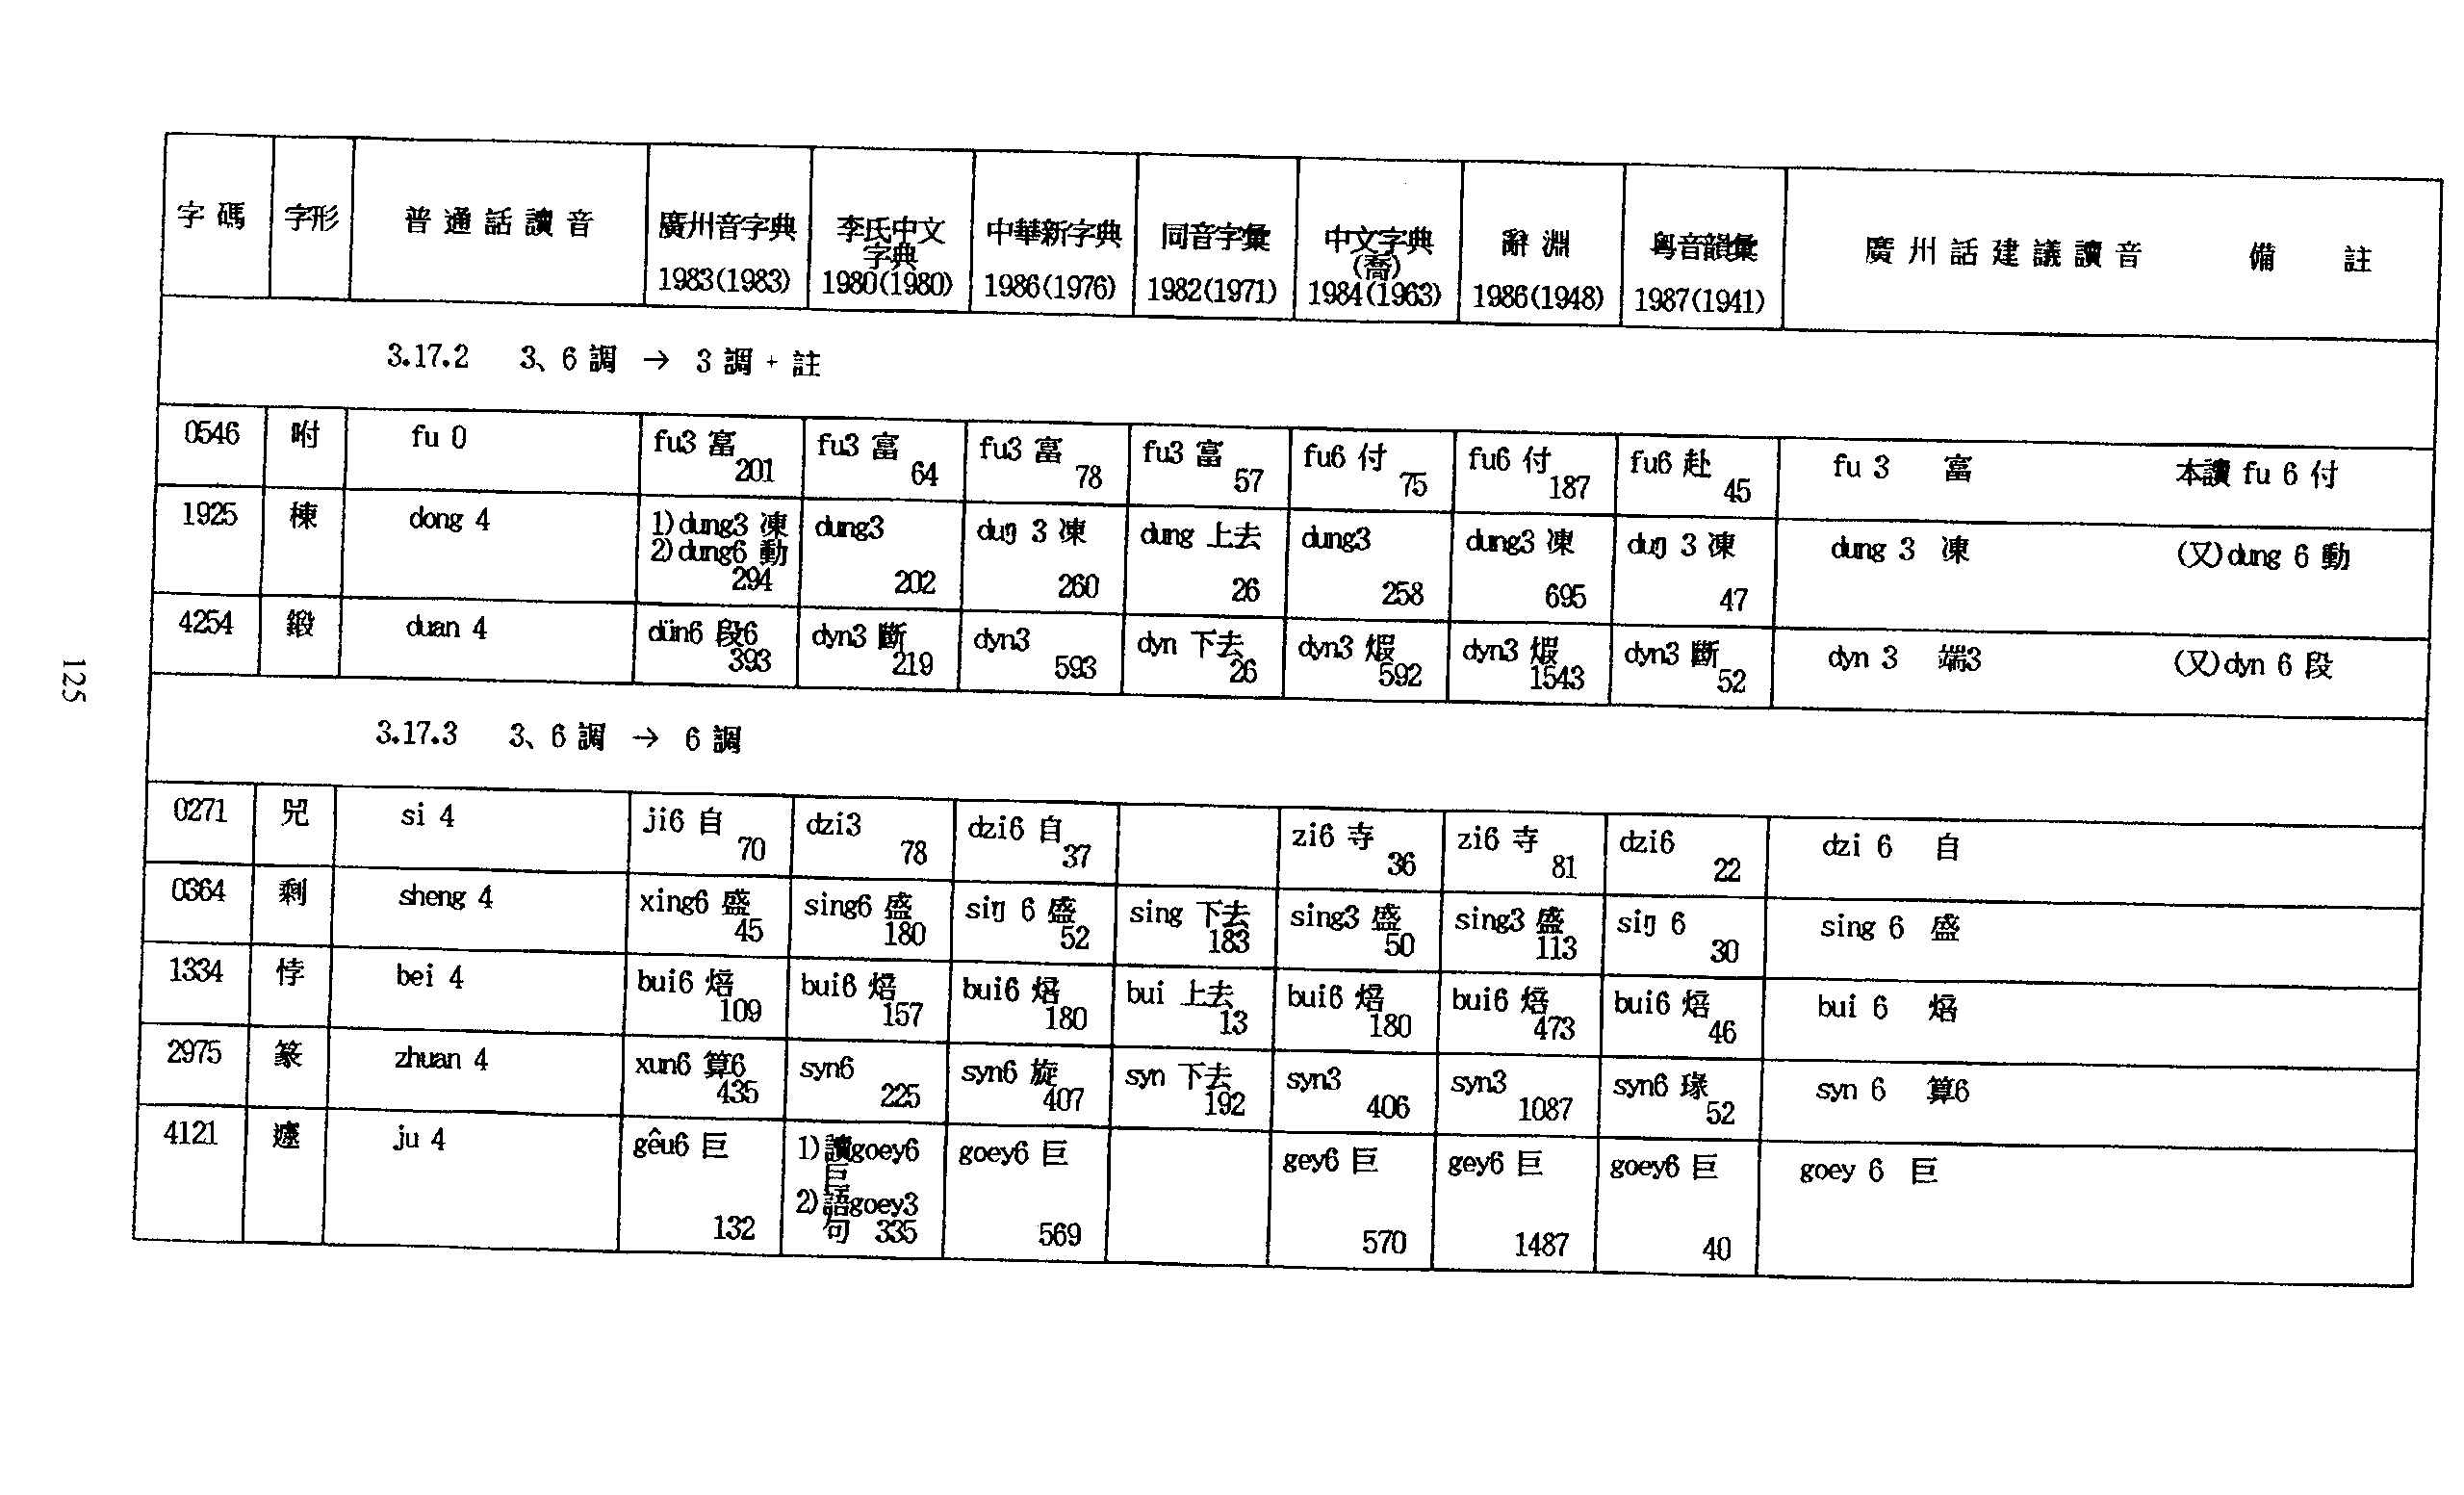 字碼 字形 普通話讀音 廣州音字典 1983(1983) 李氏中文字典 1980(1980) 中華新字典 1986(1976) 同音字彙 1982(1971) 中文字典(喬) 1984(1963) 辭淵 1986(1948) 粵音韻彙 1987(1941) 廣州話建議讀音 備註
3.17.2 3、6 調 → 3 調 + 註
0546 咐 fu 0 fu3 富 201 fu3 富 64 fu3 富 78 fu3 富 57 fu6 付 75 fu6 付 187 fu6 赴 45 fu 3 富 本讀 fu 6 付
1925 棟 dong 4 1)dung3 凍 2)dung6 動 294 dung3 202 duŋ 3 凍 260 dung 上去 26 dung3 258 dung3 凍 695 duŋ 3 凍 47 dung 3 凍 (又)dung 6 動
4254 鍛 duan 4 dün6 段6 393 dyn3 斷 219 dyn3 593 dyn 下去 26 dyn3 煅 592 dyn3 煅 1543 dyn3 斷 52 dyn 3 端3 (又)dyn 6 段
3.17.3 3、6 調 → 6 調
0271 兕 si 4 ji6 自 70 dzi3 78 dzi6 自 37 zi6 寺 36 zi6 寺 81 dzi6 22 dzi 6 自
0364 剩 sheng 4 xing6 盛 45 sing6 盛 180 siŋ 6 盛 52 sing 下去 183 sing3 盛 50 sing3 盛 113 siŋ 6 30 sing 6 盛
1334 悖 bei 4 bui6 焙 109 bui6 焙 157 bui6 焙 180 bui 上去 13 bui6 焙 180 bui6 焙 473 bui6 焙 46 bui 6 焙
2975 篆 zhuan 4 xun6 算6 435 syn6 225 syn6 旋 407 syn 下去 192 syn3 406 syn3 1087 syn6 瑑 52 syn 6 算6
4121 遽 ju 4 gêu6 巨 132 1)讀goey6 巨 2)語goey3 句 335 goey6 巨 569 gey6 巨 570 gey6 巨 1487 goey6 巨 40 goey 6 巨
125